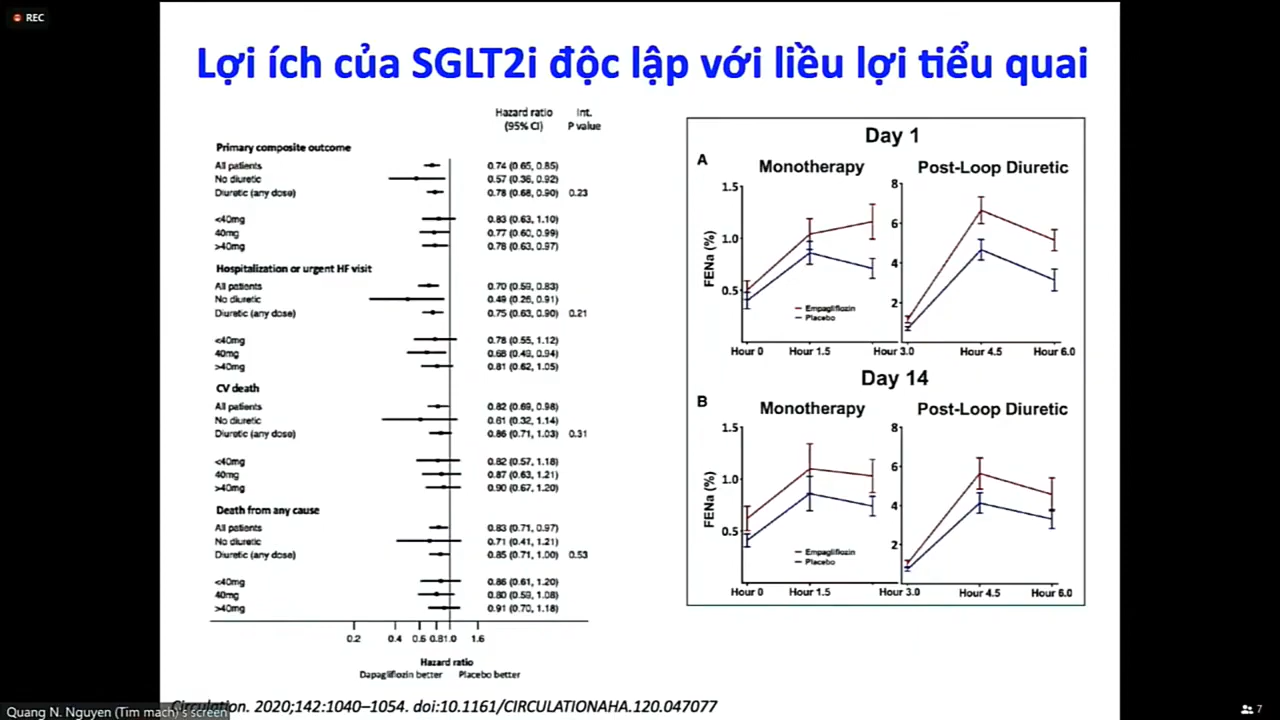 REC
Lợi ích của SGLT2i độc lập với liều lợi tiểu quai
Hazard ratio Int.
(95% CI) P value
Primary composite outcome
All patients 0.74 (0.65, 0.85)
No diuretic 0.57 (0.36, 0.92)
Diuretic (any dose) 0.78 (0.68, 0.90) 0.23
<40mg 0.83 (0.63, 1.10)
40mg 0.77 (0.60, 0.99)
>40mg 0.78 (0.63, 0.97)
Hospitalization or urgent HF visit
All patients 0.70 (0.59, 0.83)
No diuretic 0.49 (0.26, 0.91)
Diuretic (any dose) 0.75 (0.63, 0.90) 0.21
<40mg 0.78 (0.55, 1.12)
40mg 0.68 (0.49, 0.94)
>40mg 0.81 (0.62, 1.05)
CV death
All patients 0.82 (0.69, 0.98)
No diuretic 0.61 (0.32, 1.14)
Diuretic (any dose) 0.86 (0.71, 1.03) 0.31
<40mg 0.82 (0.57, 1.18)
40mg 0.87 (0.63, 1.21)
>40mg 0.90 (0.67, 1.20)
Death from any cause
All patients 0.83 (0.71, 0.97)
No diuretic 0.71 (0.41, 1.21)
Diuretic (any dose) 0.85 (0.71, 1.00) 0.53
<40mg 0.86 (0.61, 1.20)
40mg 0.80 (0.59, 1.08)
>40mg 0.91 (0.70, 1.18)
0.2 0.4 0.6 0.8 1.0 1.6
Hazard ratio
Dapagliflozin better Placebo better
Day 1
A
Monotherapy Post-Loop Diuretic
1.5
1.0
0.5
FENa (%)
8
6
4
2
Empagliflozin
Placebo
Hour 0 Hour 1.5 Hour 3.0 Hour 4.5 Hour 6.0
Day 14
B
Monotherapy Post-Loop Diuretic
1.5
1.0
0.5
FENa (%)
8
6
4
2
Empagliflozin
Placebo
Hour 0 Hour 1.5 Hour 3.0 Hour 4.5 Hour 6.0
Circulation. 2020;142:1040–1054. doi:10.1161/CIRCULATIONAHA.120.047077
Quang N. Nguyen (Tim mach)'s screen
7